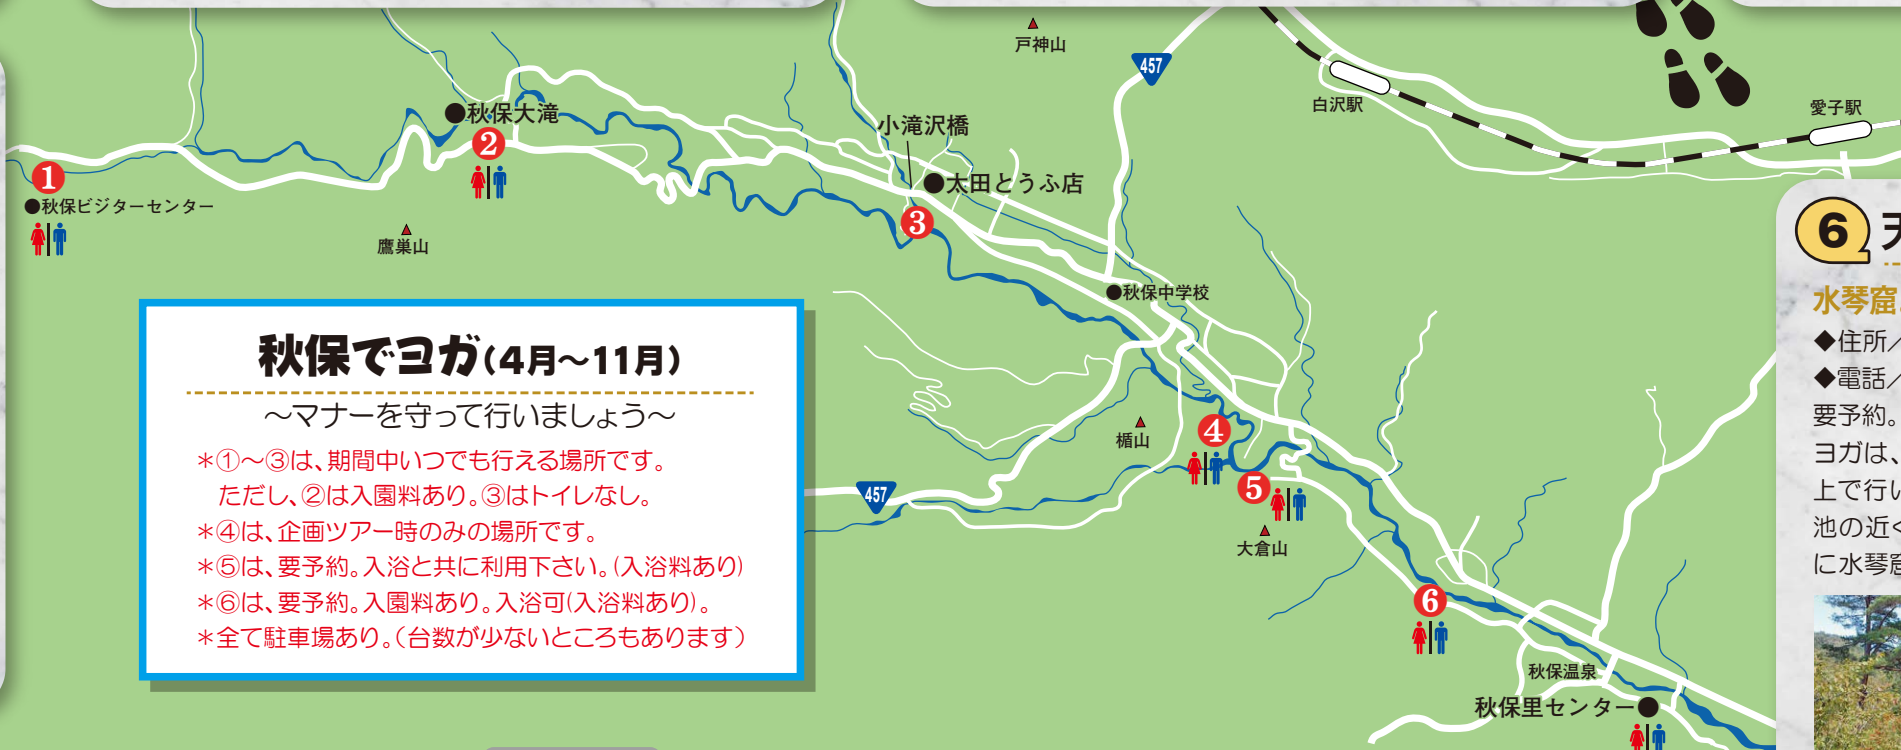 戸神山
457
白沢駅
愛子駅
●秋保大滝
2
小滝沢橋
●太田とうふ店
1
●秋保ビジターセンター
3
鷹巣山
●秋保中学校
秋保でヨガ(4月～11月)
～マナーを守って行いましょう～
＊①～③は、期間中いつでも行える場所です。
ただし、②は入園料あり。③はトイレなし。
＊④は、企画ツアー時のみの場所です。
＊⑤は、要予約。入浴と共に利用下さい。(入浴料あり)
＊⑥は、要予約。入園料あり。入浴可(入浴料あり)。
＊全て駐車場あり。（台数が少ないところもあります）
楯山
4
457
5
大倉山
6
秋保温泉
秋保里センター●
6
水琴窟
◆住所／
◆電話／
要予約。
ヨガは、
上で行い
池の近く
に水琴窟